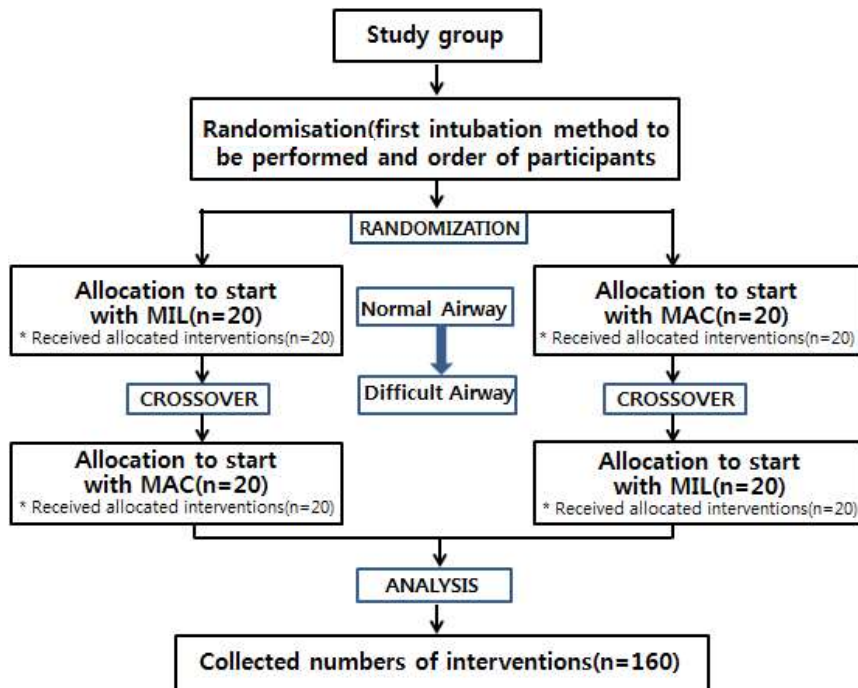 Study group
Randomisation(first intubation method to
be performed and order of participants
RANDOMIZATION
Allocation to start
with MIL(n=20)
* Received allocated interventions(n=20)
Normal Airway
Difficult Airway
Allocation to start
with MAC(n=20)
* Received allocated interventions(n=20)
CROSSOVER
CROSSOVER
Allocation to start
with MAC(n=20)
* Received allocated interventions(n=20)
Allocation to start
with MIL(n=20)
* Received allocated interventions(n=20)
ANALYSIS
Collected numbers of interventions(n=160)